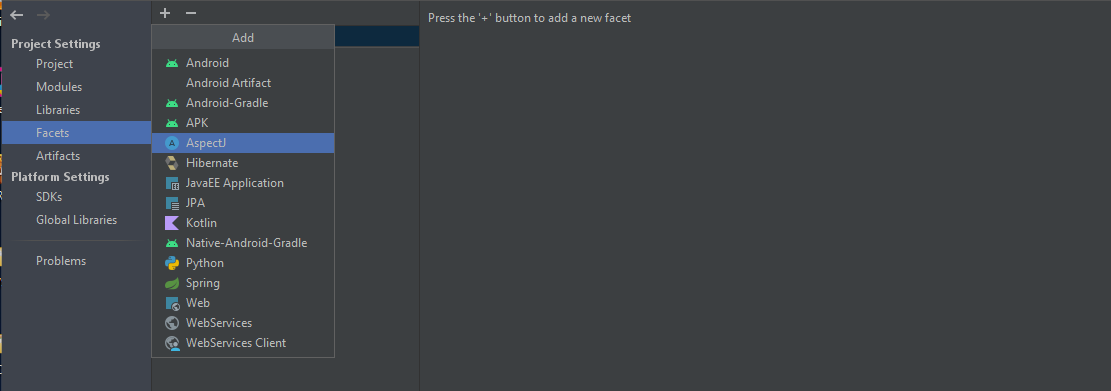 Project Settings
Project
Modules
Libraries
Facets
Artifacts
Platform Settings
SDKs
Global Libraries
Problems
Add
Android
Android Artifact
Android-Gradle
APK
AspectJ
Hibernate
JavaEE Application
JPA
Kotlin
Native-Android-Gradle
Python
Spring
Web
WebServices
WebServices Client
Press the '+' button to add a new facet